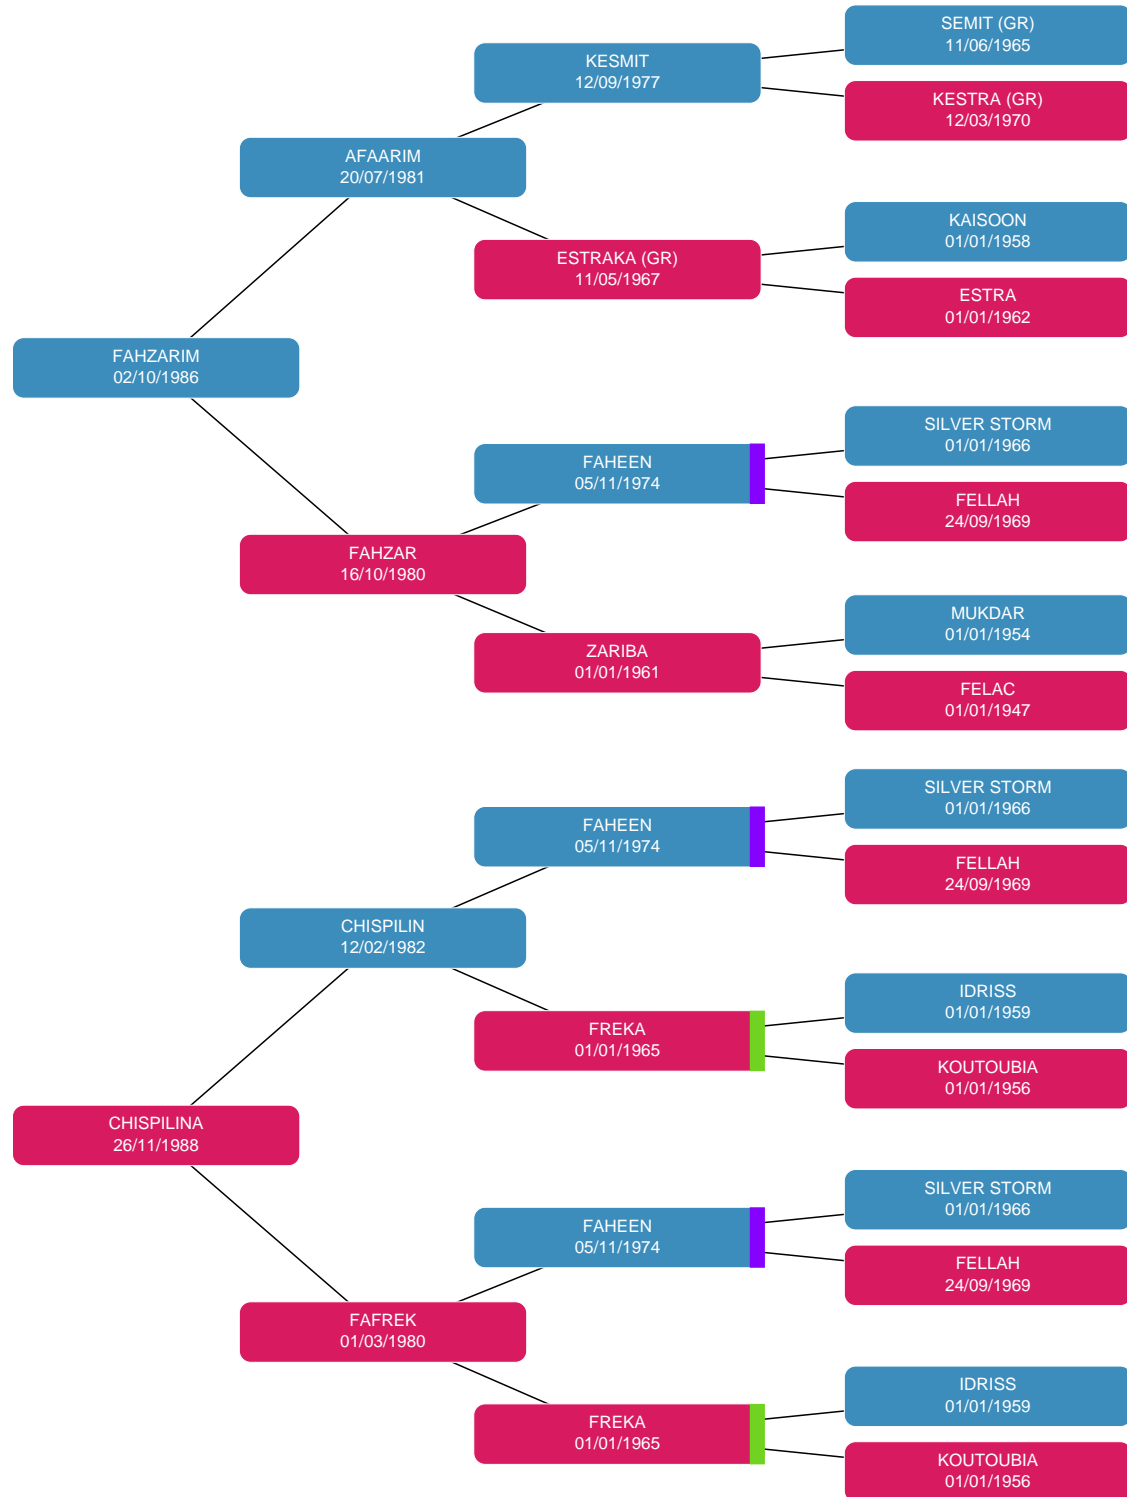 SEMIT (GR)
11/06/1965
KESMIT
12/09/1977
KESTRA (GR)
12/03/1970
AFAARIM
20/07/1981
KAISOON
01/01/1958
ESTRAKA (GR)
11/05/1967
ESTRA
01/01/1962
FAHZARIM
02/10/1986
SILVER STORM
01/01/1966
FAHEEN
05/11/1974
FELLAH
24/09/1969
FAHZAR
16/10/1980
MUKDAR
01/01/1954
ZARIBA
01/01/1961
FELAC
01/01/1947
SILVER STORM
01/01/1966
FAHEEN
05/11/1974
FELLAH
24/09/1969
CHISPILIN
12/02/1982
IDRISS
01/01/1959
FREKA
01/01/1965
KOUTOUBIA
01/01/1956
CHISPILINA
26/11/1988
SILVER STORM
01/01/1966
FAHEEN
05/11/1974
FELLAH
24/09/1969
FAFREK
01/03/1980
IDRISS
01/01/1959
FREKA
01/01/1965
KOUTOUBIA
01/01/1956